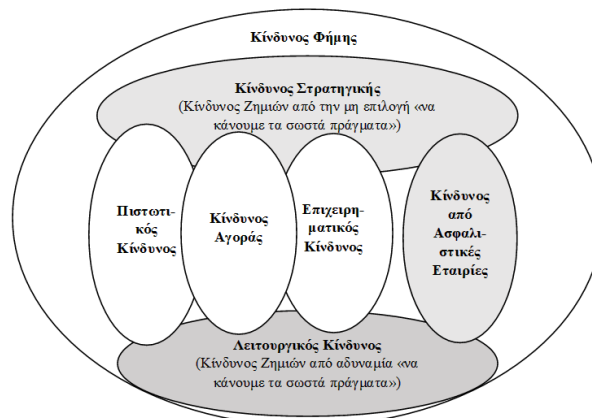 Κίνδυνος Φήμης
Κίνδυνος Στρατηγικής
(Κίνδυνος Ζημιών από την μη επιλογή «να
κάνουμε τα σωστά πράγματα»)
Πιστωτι-
κός
Κίνδυνος
Κίνδυνος
Αγοράς
Επιχειρη-
ματικός
Κίνδυνος
Κίνδυνος
από
Ασφαλι-
στικές
Εταιρίες
Λειτουργικός Κίνδυνος
(Κίνδυνος Ζημιών από αδυναμία «να
κάνουμε τα σωστά πράγματα»)